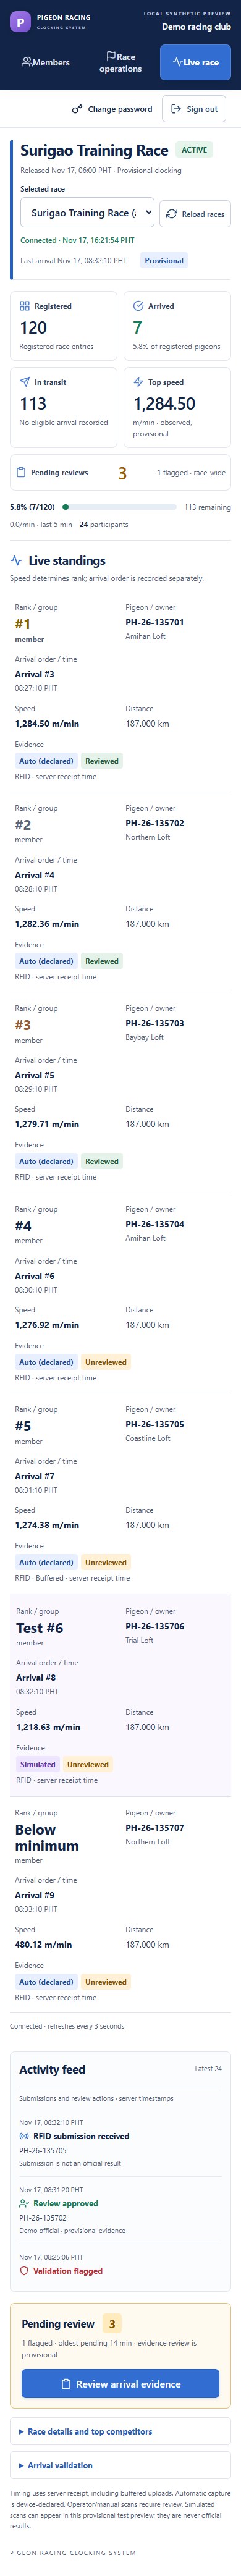 P
PIGEON RACING
CLOCKING SYSTEM
LOCAL SYNTHETIC PREVIEW
Demo racing club
Members
Race operations
Live race
Change password
Sign out
Surigao Training Race
ACTIVE
Released Nov 17, 06:00 PHT · Provisional clocking
Selected race
Surigao Training Race (
Reload races
Connected · Nov 17, 16:21:54 PHT
Last arrival Nov 17, 08:32:10 PHT
Provisional
Registered
120
Registered race entries
Arrived
7
5.8% of registered pigeons
In transit
113
No eligible arrival recorded
Top speed
1,284.50
m/min · observed, provisional
Pending reviews
3
1 flagged · race-wide
5.8% (7/120)
113 remaining
0.0/min · last 5 min
24 participants
Live standings
Speed determines rank; arrival order is recorded separately.
Rank / group
#1
member
Pigeon / owner
PH-26-135701
Amihan Loft
Arrival order / time
Arrival #3
08:27:10 PHT
Speed
1,284.50 m/min
Distance
187.000 km
Evidence
Auto (declared)
Reviewed
RFID · server receipt time
Rank / group
#2
member
Pigeon / owner
PH-26-135702
Northern Loft
Arrival order / time
Arrival #4
08:28:10 PHT
Speed
1,282.36 m/min
Distance
187.000 km
Evidence
Auto (declared)
Reviewed
RFID · server receipt time
Rank / group
#3
member
Pigeon / owner
PH-26-135703
Baybay Loft
Arrival order / time
Arrival #5
08:29:10 PHT
Speed
1,279.71 m/min
Distance
187.000 km
Evidence
Auto (declared)
Reviewed
RFID · server receipt time
Rank / group
#4
member
Pigeon / owner
PH-26-135704
Amihan Loft
Arrival order / time
Arrival #6
08:30:10 PHT
Speed
1,276.92 m/min
Distance
187.000 km
Evidence
Auto (declared)
Unreviewed
RFID · server receipt time
Rank / group
#5
member
Pigeon / owner
PH-26-135705
Coastline Loft
Arrival order / time
Arrival #7
08:31:10 PHT
Speed
1,274.38 m/min
Distance
187.000 km
Evidence
Auto (declared)
Unreviewed
RFID · Buffered · server receipt time
Rank / group
Test #6
member
Pigeon / owner
PH-26-135706
Trial Loft
Arrival order / time
Arrival #8
08:32:10 PHT
Speed
1,218.63 m/min
Distance
187.000 km
Evidence
Simulated
Unreviewed
RFID · server receipt time
Rank / group
Below
minimum
member
Pigeon / owner
PH-26-135707
Northern Loft
Arrival order / time
Arrival #9
08:33:10 PHT
Speed
480.12 m/min
Distance
187.000 km
Evidence
Auto (declared)
Unreviewed
RFID · server receipt time
Connected · refreshes every 3 seconds
Activity feed
Latest 24
Submissions and review actions · server timestamps
Nov 17, 08:32:10 PHT
RFID submission received
PH-26-135705
Submission is not an official result
Nov 17, 08:31:20 PHT
Review approved
PH-26-135702
Demo official · provisional evidence
Nov 17, 08:25:06 PHT
Validation flagged
Pending review
3
1 flagged · oldest pending 14 min · evidence review is
provisional
Review arrival evidence
Race details and top competitors
Arrival validation
Timing uses server receipt, including buffered uploads. Automatic capture
is device-declared. Operator/manual scans require review. Simulated
scans can appear in this provisional test preview; they are never official
results.
PIGEON RACING CLOCKING SYSTEM